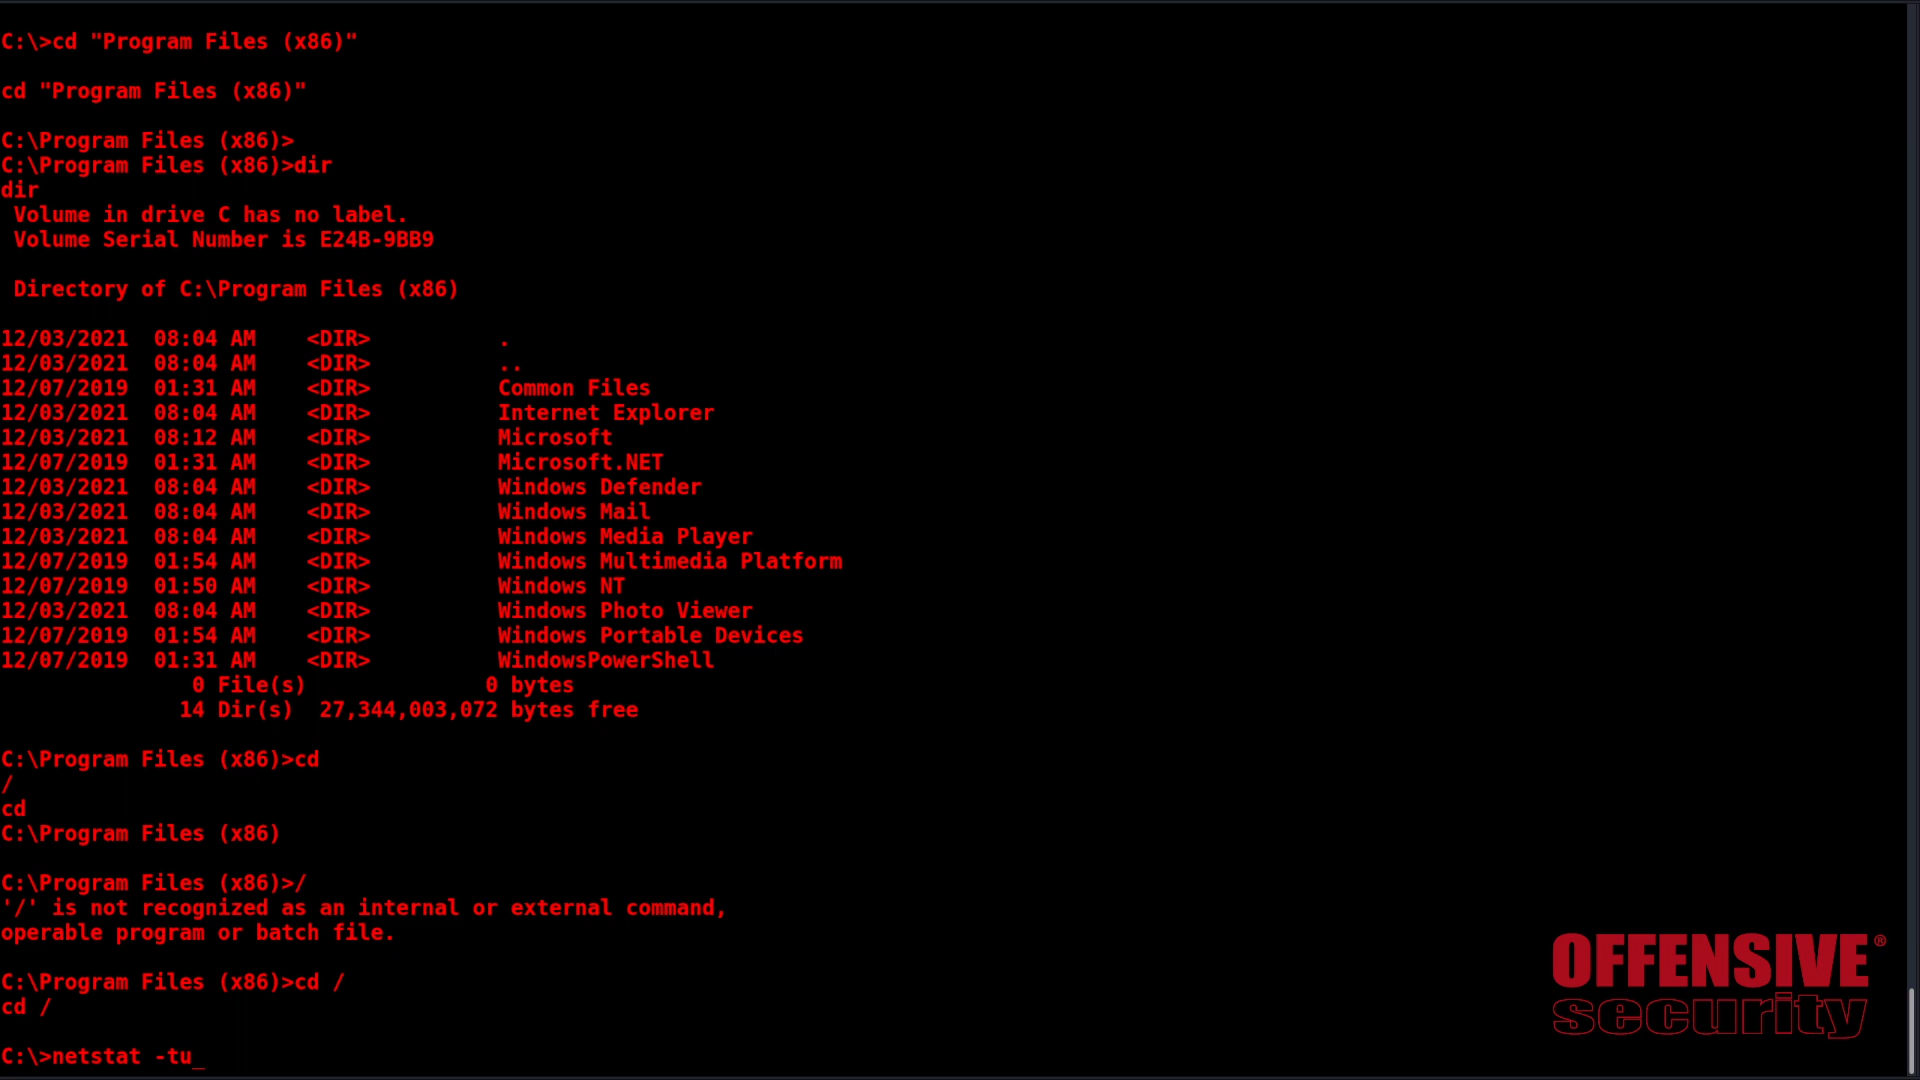 C:\>cd "Program Files (x86)"
cd "Program Files (x86)"
C:\Program Files (x86)>
C:\Program Files (x86)>dir
dir
 Volume in drive C has no label.
 Volume Serial Number is E24B-9BB9
 Directory of C:\Program Files (x86)
12/03/2021  08:04 AM    <DIR>          .
12/03/2021  08:04 AM    <DIR>          ..
12/07/2019  01:31 AM    <DIR>          Common Files
12/03/2021  08:04 AM    <DIR>          Internet Explorer
12/03/2021  08:12 AM    <DIR>          Microsoft
12/07/2019  01:31 AM    <DIR>          Microsoft.NET
12/03/2021  08:04 AM    <DIR>          Windows Defender
12/03/2021  08:04 AM    <DIR>          Windows Mail
12/03/2021  08:04 AM    <DIR>          Windows Media Player
12/07/2019  01:54 AM    <DIR>          Windows Multimedia Platform
12/07/2019  01:50 AM    <DIR>          Windows NT
12/03/2021  08:04 AM    <DIR>          Windows Photo Viewer
12/07/2019  01:54 AM    <DIR>          Windows Portable Devices
12/07/2019  01:31 AM    <DIR>          WindowsPowerShell
               0 File(s)              0 bytes
              14 Dir(s)  27,344,003,072 bytes free
C:\Program Files (x86)>cd
/
cd
C:\Program Files (x86)
C:\Program Files (x86)>/
'/' is not recognized as an internal or external command,
operable program or batch file.
C:\Program Files (x86)>cd /
cd /
C:\>netstat -tu_
OFFENSIVE®
security